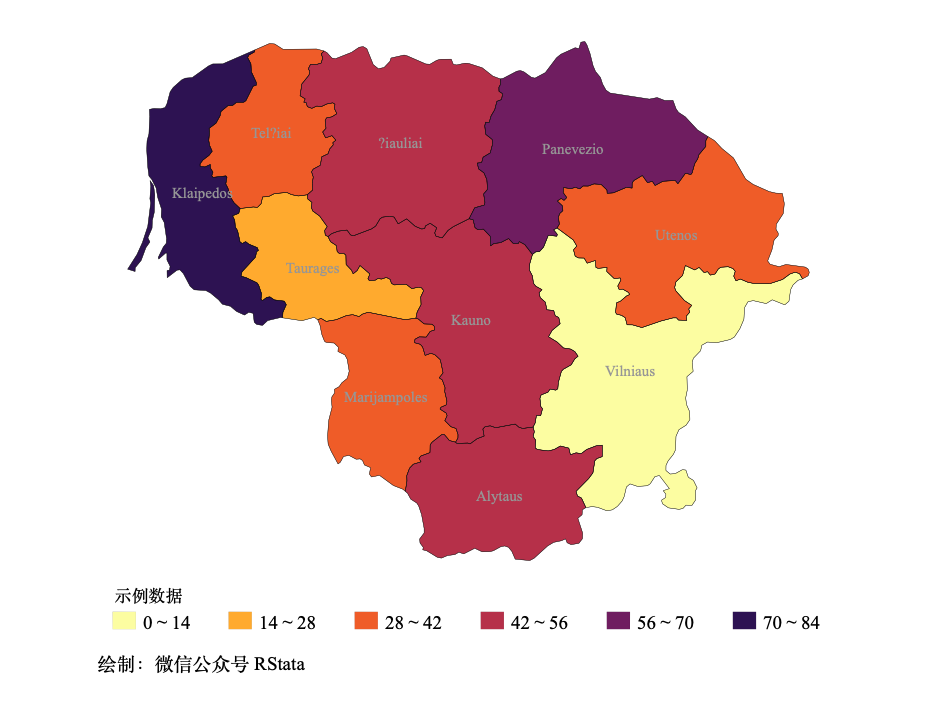 Tel?iai
?iauliai
Panevezio
Klaipedos
Utenos
Taurages
Kauno
Vilniaus
Marijampoles
Alytaus
示例数据
0 ~ 14
14 ~ 28
28 ~ 42
42 ~ 56
56 ~ 70
70 ~ 84
绘制：微信公众号 RStata